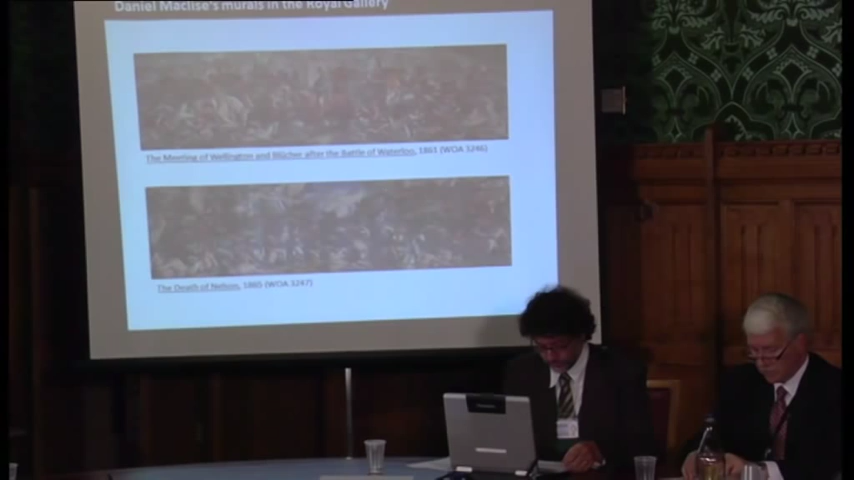 Daniel Maclise's murals in the Royal Gallery
The Meeting of Wellington and Blücher after the Battle of Waterloo, 1861 (WOA 3246)
The Death of Nelson, 1865 (WOA 3247)